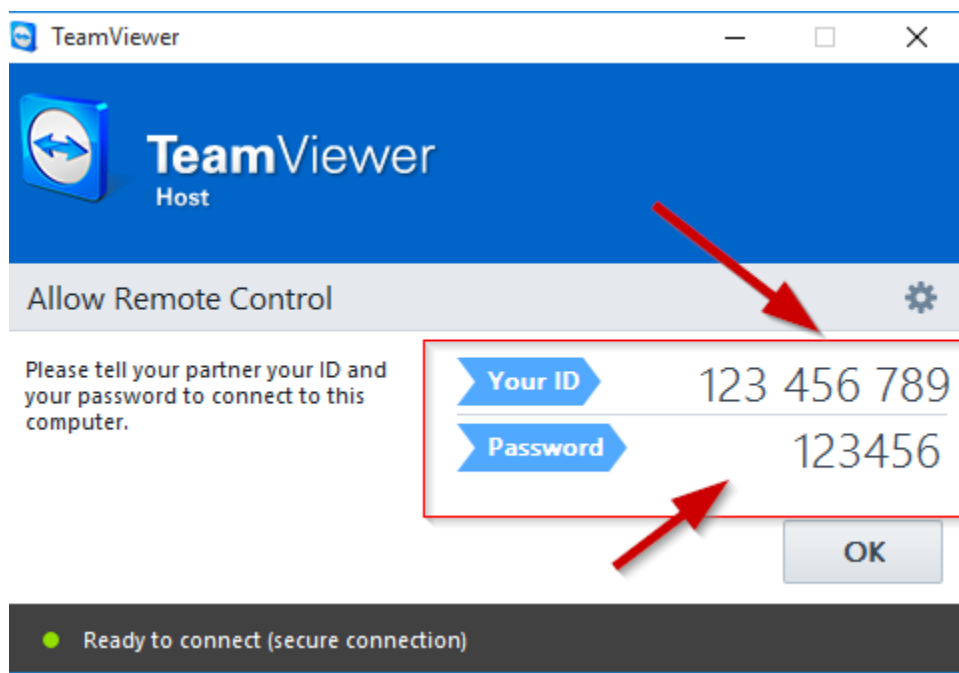 TeamViewer
TeamViewer
Host
Allow Remote Control
Please tell your partner your ID and
your password to connect to this
computer.
Your ID 123 456 789
Password 123456
OK
Ready to connect (secure connection)